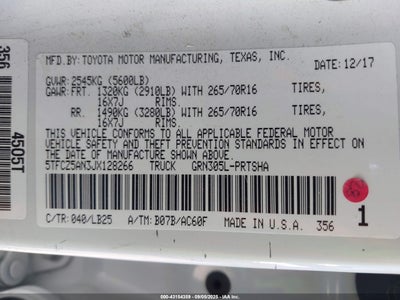 MFD.BY: TOYOTA MOTOR MANUFACTURING, TEXAS, INC.
DATE: 12/17
GVWR: 2545KG (5600LB)
GAWR: FRT. 1320KG (2910LB) WITH 265/70R16 TIRES,
16X7J RIMS.
RR. 1490KG (3280LB) WITH 265/70R16 TIRES,
16X7J RIMS.
THIS VEHICLE CONFORMS TO ALL APPLICABLE FEDERAL MOTOR
VEHICLE SAFETY AND THEFT PREVENTION STANDARDS IN EFFECT ON
THE DATE OF MANUFACTURE SHOWN ABOVE.
5TFCZ5AN3JX128266 TRUCK GRN305L-PRTSHA
C/TR: 040/LB25 A/TM: B07B/AC60F MADE IN U.S.A. 356
1
356 4505T
IAA 43104359 (09/05/2025)